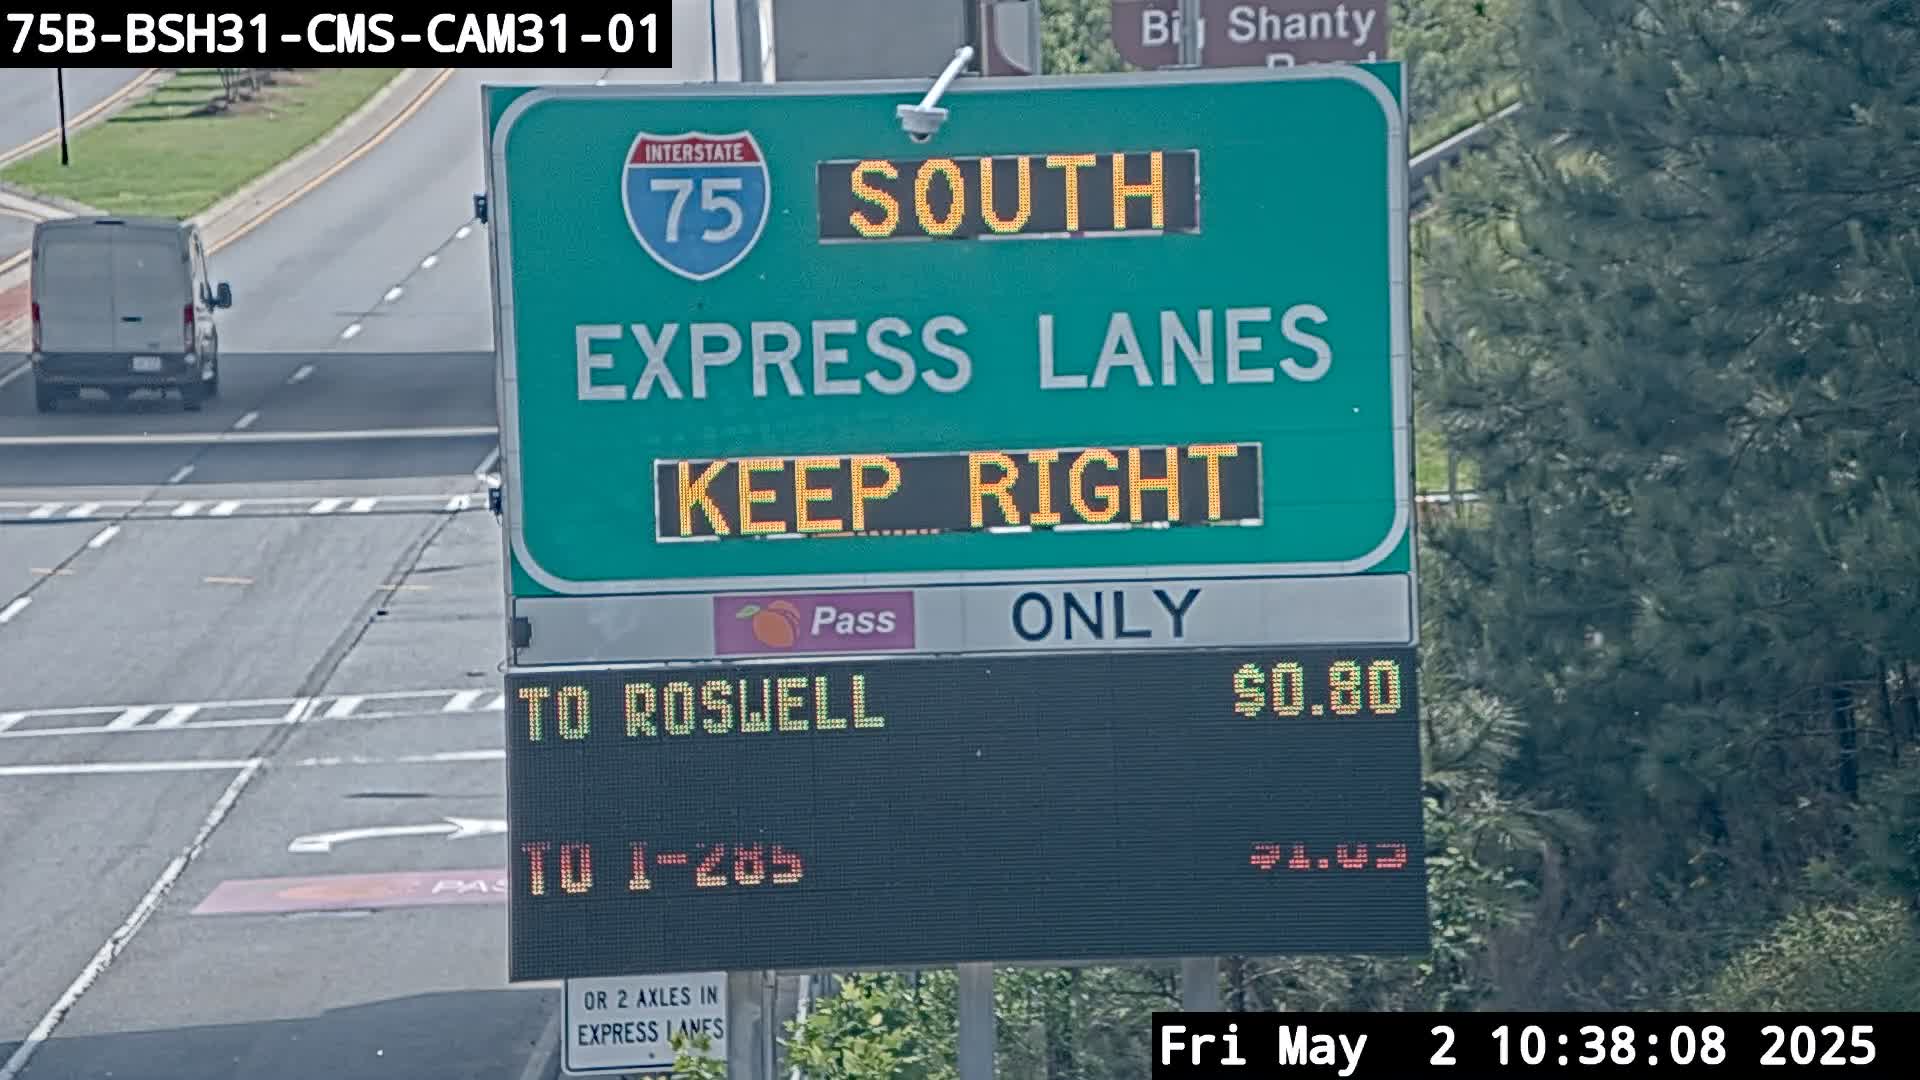 75B-BSH31-CMS-CAM31-01
Big Shanty
Road
INTERSTATE
75
SOUTH
EXPRESS LANES
KEEP RIGHT
Pass ONLY
TO ROSWELL $0.80
TO I-285
OR 2 AXLES IN
EXPRESS LANES
Fri May 2 10:38:08 2025